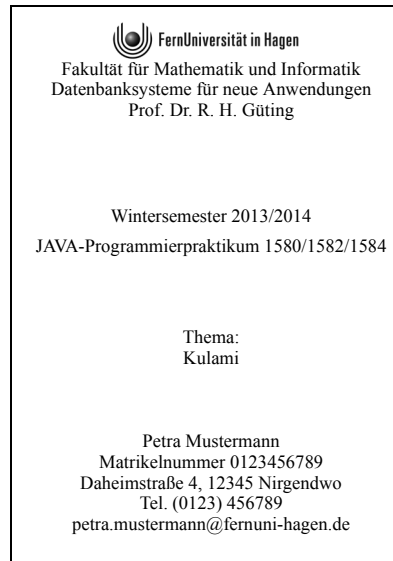 FernUniversität in Hagen
Fakultät für Mathematik und Informatik
Datenbanksysteme für neue Anwendungen
Prof. Dr. R. H. Güting
Wintersemester 2013/2014
JAVA-Programmierpraktikum 1580/1582/1584
Thema:
Kulami
Petra Mustermann
Matrikelnummer 0123456789
Daheimstraße 4, 12345 Nirgendwo
Tel. (0123) 456789
petra.mustermann@fernuni-hagen.de